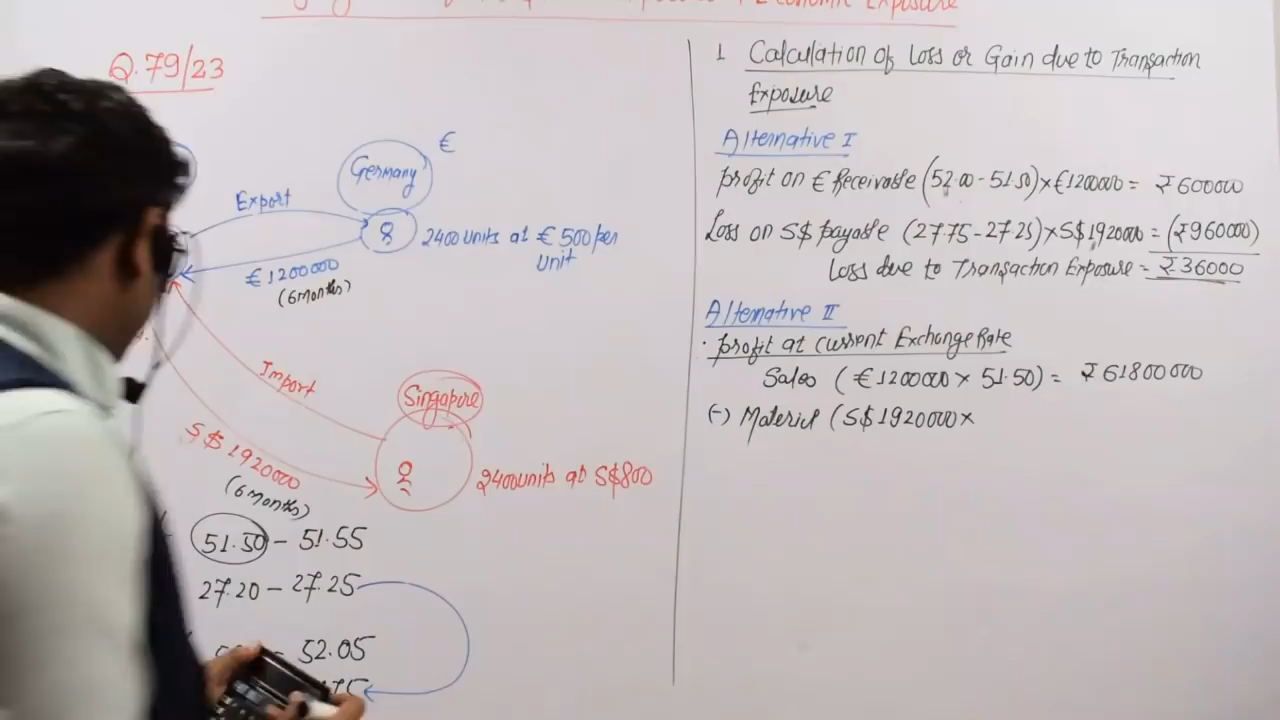 Economic Exposure
Q.79/23
Germany
€
Export
2400 units at € 500 per
unit
€ 1200000
(6 months)
Import
Singapore
S$ 1920000
(6 months)
2400 units at S$800
51.50 - 51.55
27.20 - 27.25
- 52.05
1 Calculation of Loss or Gain due to Transaction
Exposure
Alternative I
Profit on € Receivable (52.00 - 51.50) × €1200000 = ₹600000
Loss on S$ payable (27.75 - 27.25) × S$1920000 = (₹960000)
Loss due to Transaction Exposure = ₹36000
Alternative II
Profit at current Exchange Rate
Sales (€1200000 × 51.50) = ₹61800000
(-) Material (S$1920000 ×